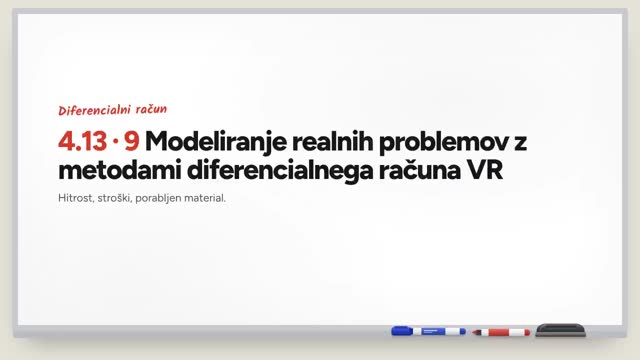 Diferencialni račun
4.13 · 9 Modeliranje realnih problemov z
metodami diferencialnega računa VR
Hitrost, stroški, porabljen material.